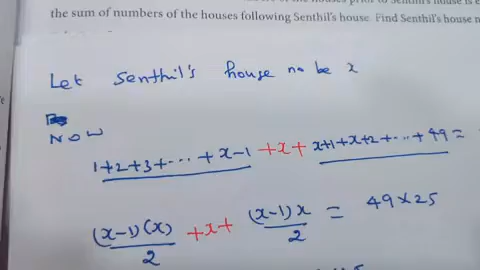 the sum of numbers of the houses following Senthil's house. Find Senthil's house n
Let Senthil's house no be x
NOW
1+2+3+ --- + x-1 +x+ x+1+x+2+ --- +49 =
(x-1)(x)/2 +x+ (x-1)x/2 = 49×25